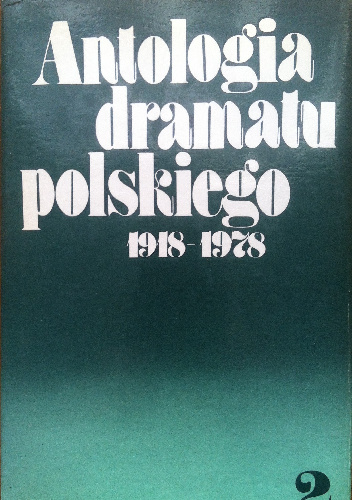 Antologia
dramatu
polskiego
1918-1978
2